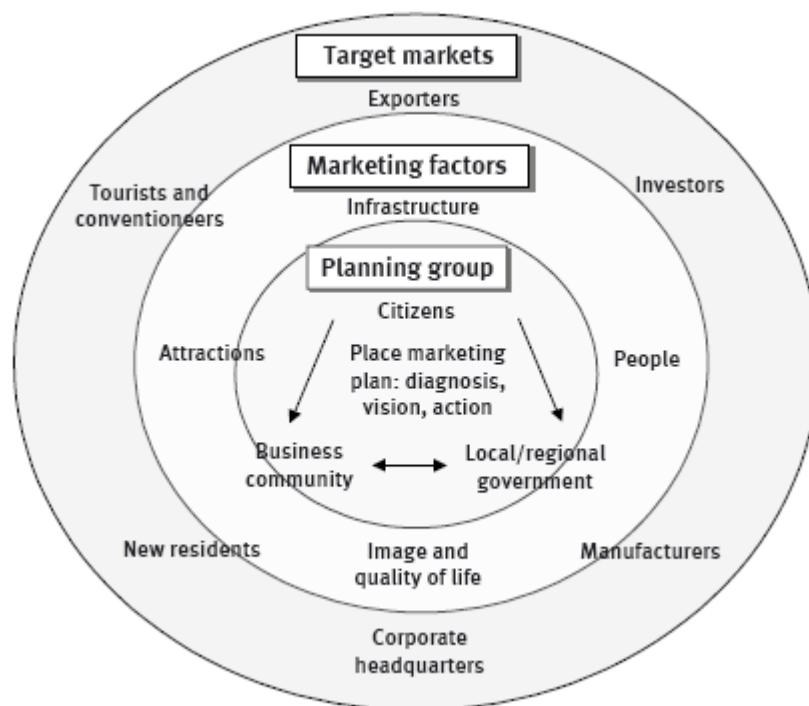 Target markets
Exporters
Marketing factors
Tourists and
conventioneers
Investors
Infrastructure
Planning group
Citizens
Attractions
Place marketing
plan: diagnosis,
vision, action
People
Business
community
Local/regional
government
New residents
Image and
quality of life
Manufacturers
Corporate
headquarters